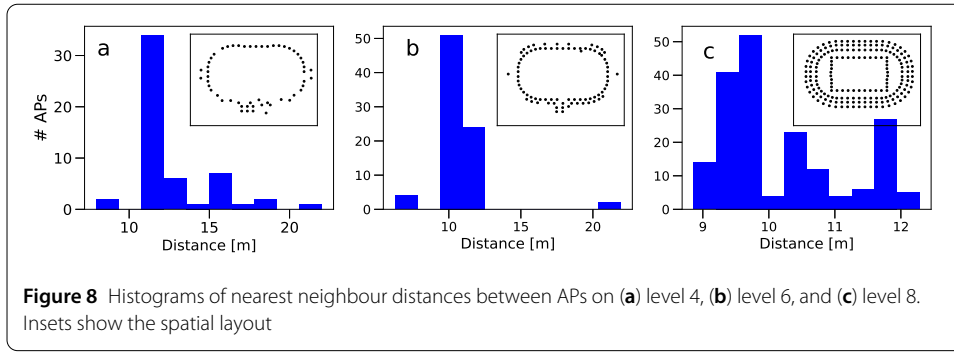 a
b
c
# APs
30
20
10
0
10
15
20
Distance [m]
50
40
30
20
10
0
10
15
20
Distance [m]
50
40
30
20
10
0
9
10
11
12
Distance [m]
Figure 8 Histograms of nearest neighbour distances between APs on (a) level 4, (b) level 6, and (c) level 8.
Insets show the spatial layout